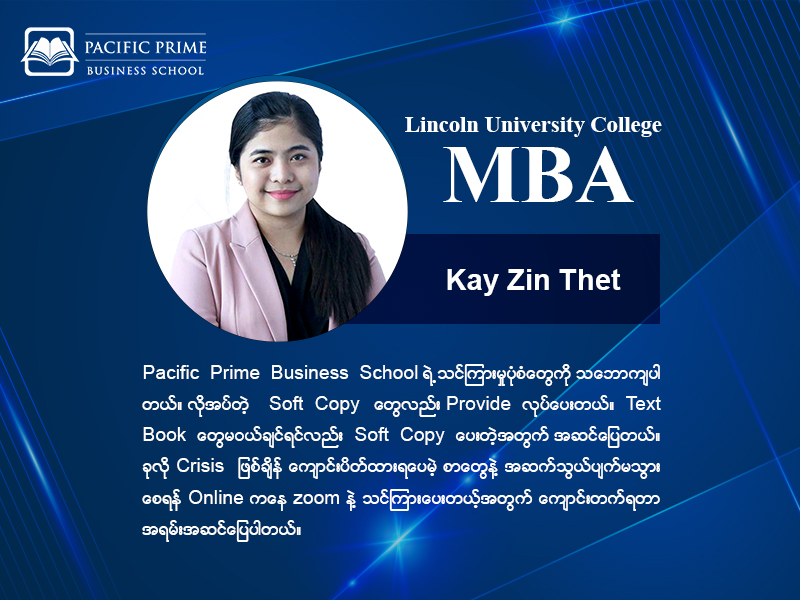 PACIFIC PRIME
BUSINESS SCHOOL
Lincoln University College
MBA
Kay Zin Thet
Pacific Prime Business School ရဲ့ သင်ကြားမှုပုံစံတွေကို သဘောကျပါ
တယ်။ လိုအပ်တဲ့ Soft Copy တွေလည်း Provide လုပ်ပေးတယ်။ Text
Book တွေမဝယ်ချင်ရင်လည်း Soft Copy ပေးတဲ့အတွက် အဆင်ပြေတယ်။
ခုလို Crisis ဖြစ်ချိန် ကျောင်းပိတ်ထားရပေမဲ့ စာတွေနဲ့ အဆက်သွယ်ပျက်မသွား
စေရန် Online ကနေ zoom နဲ့ သင်ကြားပေးတယ့်အတွက် ကျောင်းတက်ရတာ
အရမ်းအဆင်ပြေပါတယ်။